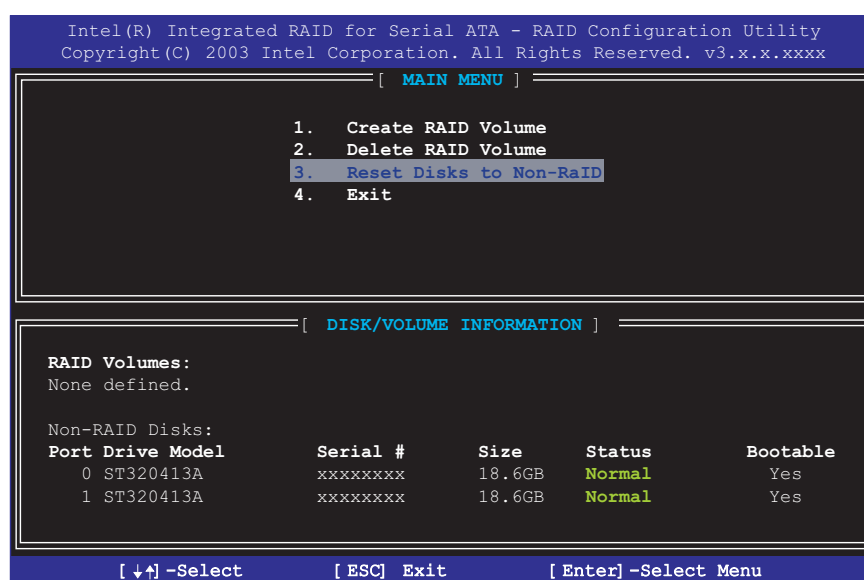 Intel(R) Integrated RAID for Serial ATA - RAID Configuration Utility
Copyright(C) 2003 Intel Corporation. All Rights Reserved. v3.x.x.xxxx
[ MAIN MENU ]
1. Create RAID Volume
2. Delete RAID Volume
3. Reset Disks to Non-RaID
4. Exit
[ DISK/VOLUME INFORMATION ]
RAID Volumes:
None defined.
Non-RAID Disks:
Port Drive Model Serial # Size Status Bootable
0 ST320413A xxxxxxxx 18.6GB Normal Yes
1 ST320413A xxxxxxxx 18.6GB Normal Yes
[↓↑]-Select [ESC] Exit [Enter]-Select Menu